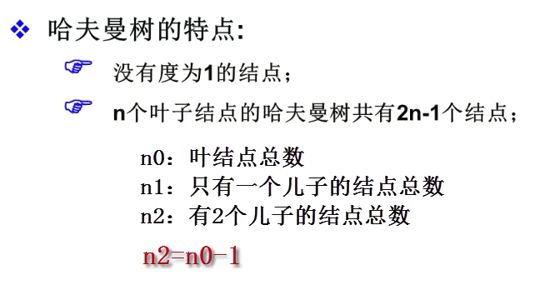 哈夫曼树的特点:
没有度为1的结点；
n个叶子结点的哈夫曼树共有2n-1个结点；
n0：叶结点总数
n1：只有一个儿子的结点总数
n2：有2个儿子的结点总数
n2=n0-1